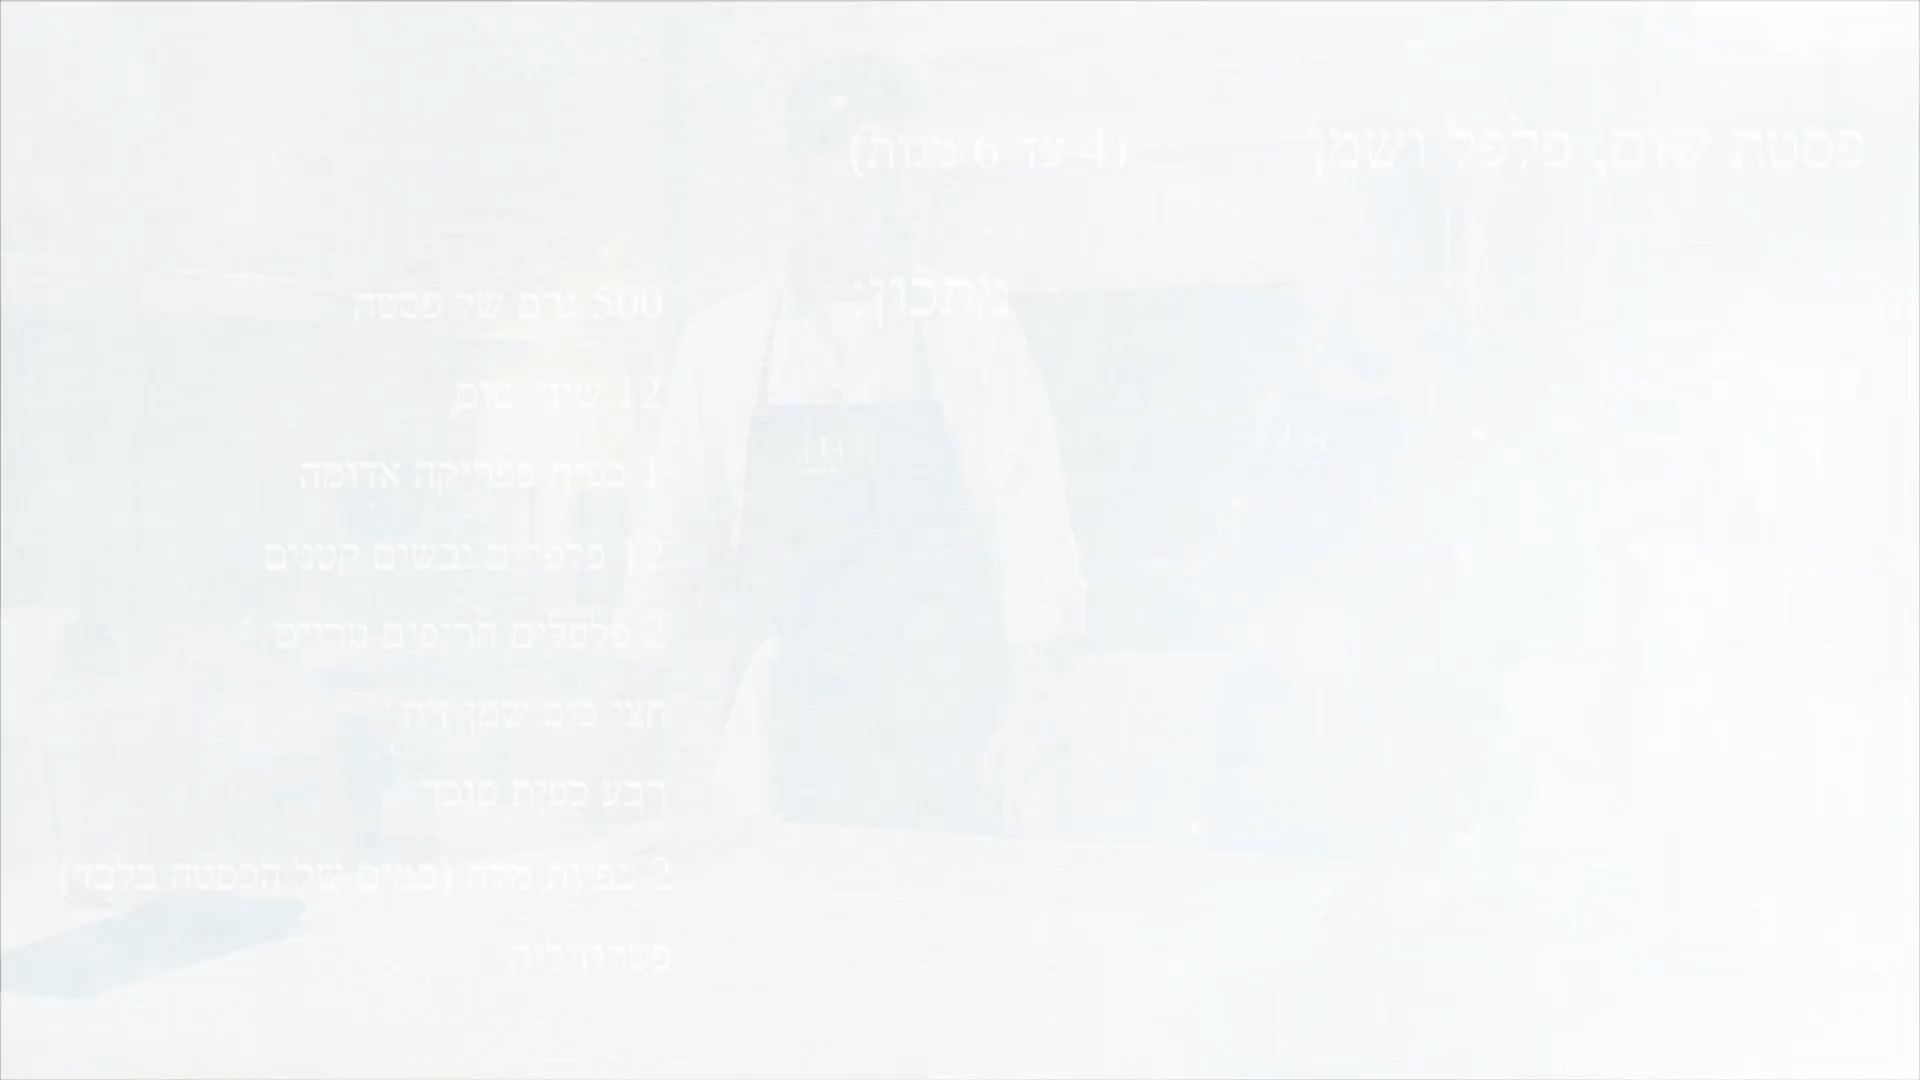 פסטת שום, פלפל ושמן (4 עד 6 מנות)
מתכון:
500 גרם של פסטה
12 שיני שום
1 כפית פפריקה אדומה
12 פלפלים יבשים קטנים
2 פלפלים חריפים טריים
חצי כוס שמן זית
רבע כפית סוכר
2 כפיות מלח (במים של הפסטה בלבד)
פטרוזיליה